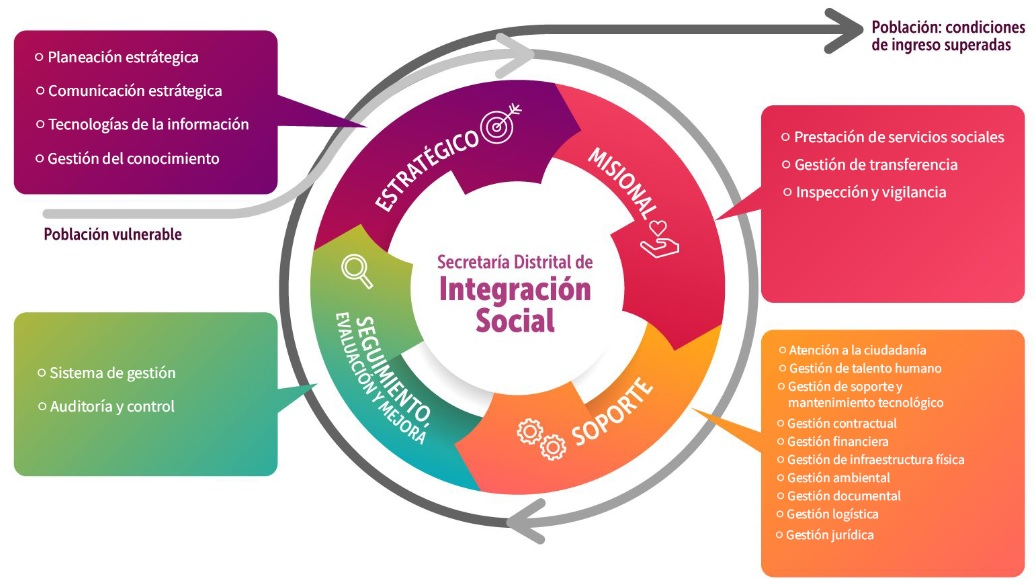 Población: condiciones
de ingreso superadas
Planeación estrátegica
Comunicación estrátegica
Tecnologías de la información
Gestión del conocimiento
Población vulnerable
ESTRATÉGICO
MISIONAL
Prestación de servicios sociales
Gestión de transferencia
Inspección y vigilancia
Secretaría Distrital de
Integración
Social
Sistema de gestión
Auditoría y control
SEGUIMIENTO,
EVALUACIÓN Y MEJORA
SOPORTE
Atención a la ciudadanía
Gestión de talento humano
Gestión de soporte y
mantenimiento tecnológico
Gestión contractual
Gestión financiera
Gestión de infraestructura física
Gestión ambiental
Gestión documental
Gestión logística
Gestión jurídica